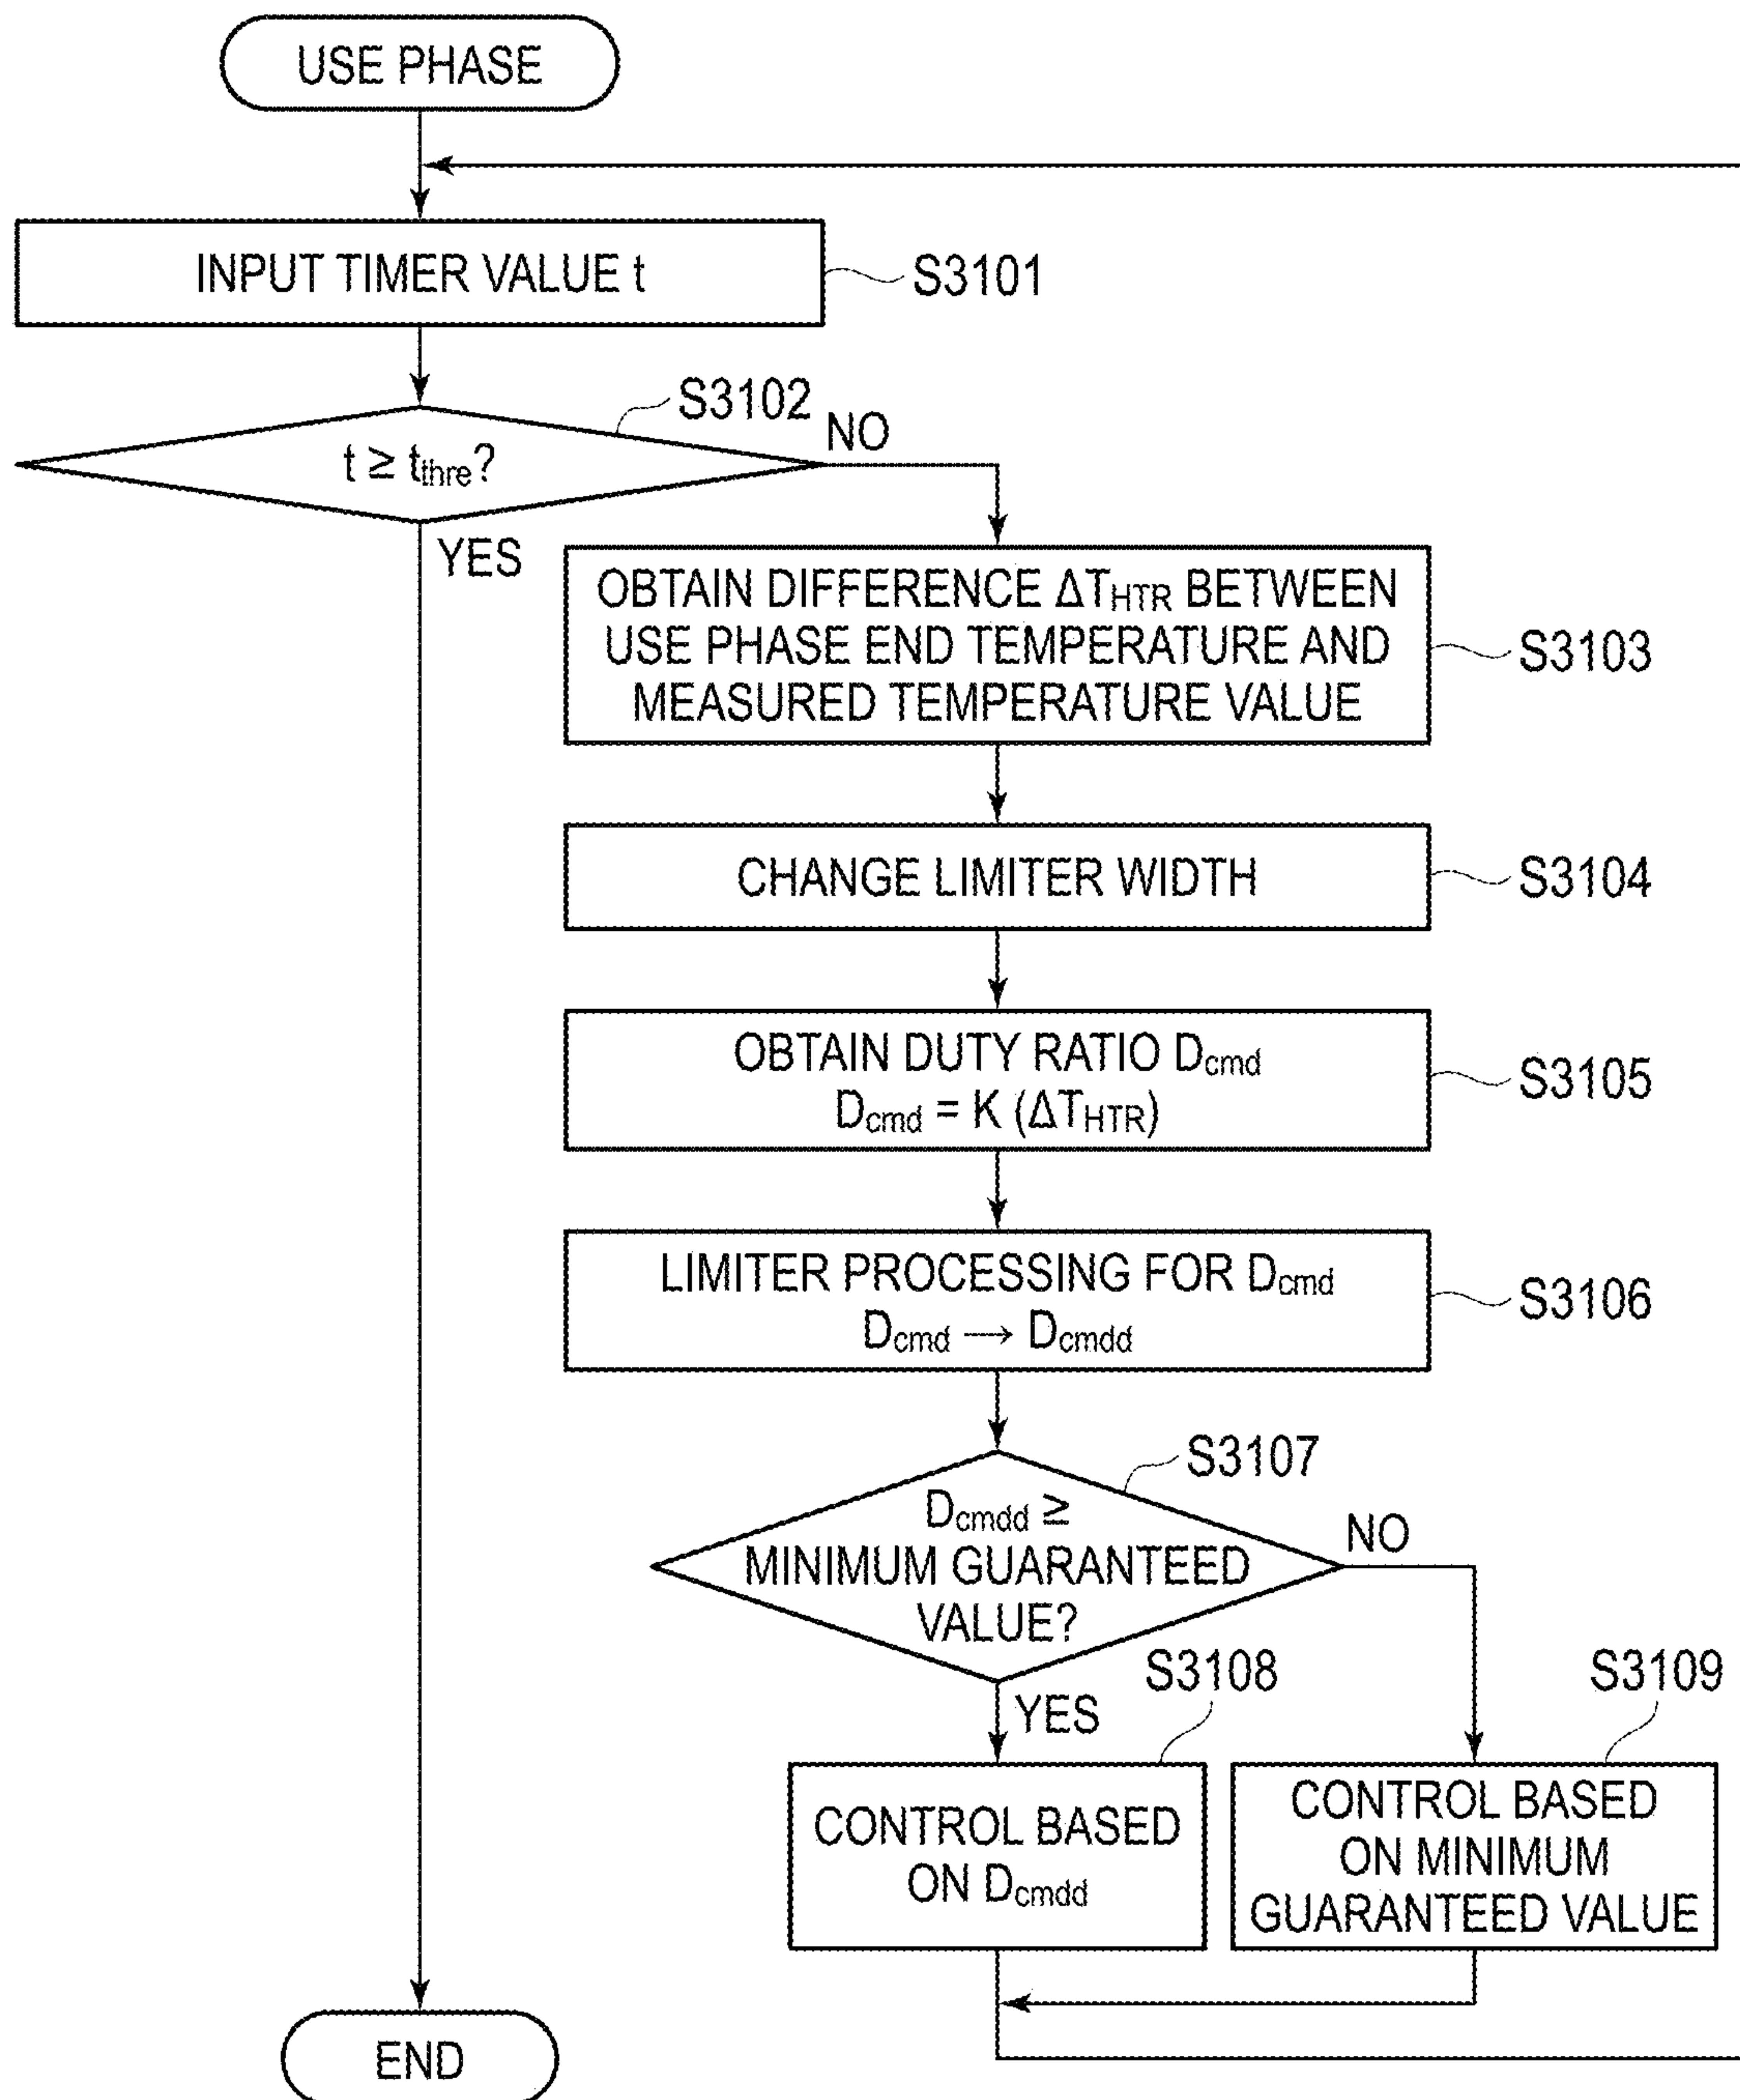 USE PHASE
INPUT TIMER VALUE t
S3101
S3102
t ≥ tthre?
NO
YES
OBTAIN DIFFERENCE ΔTHTR BETWEEN
USE PHASE END TEMPERATURE AND
MEASURED TEMPERATURE VALUE
S3103
CHANGE LIMITER WIDTH
S3104
OBTAIN DUTY RATIO Dcmd
Dcmd = K (ΔTHTR)
S3105
LIMITER PROCESSING FOR Dcmd
Dcmd → Dcmdd
S3106
S3107
Dcmdd ≥
MINIMUM GUARANTEED
VALUE?
NO
YES
S3108
S3109
CONTROL BASED
ON Dcmdd
CONTROL BASED
ON MINIMUM
GUARANTEED VALUE
END